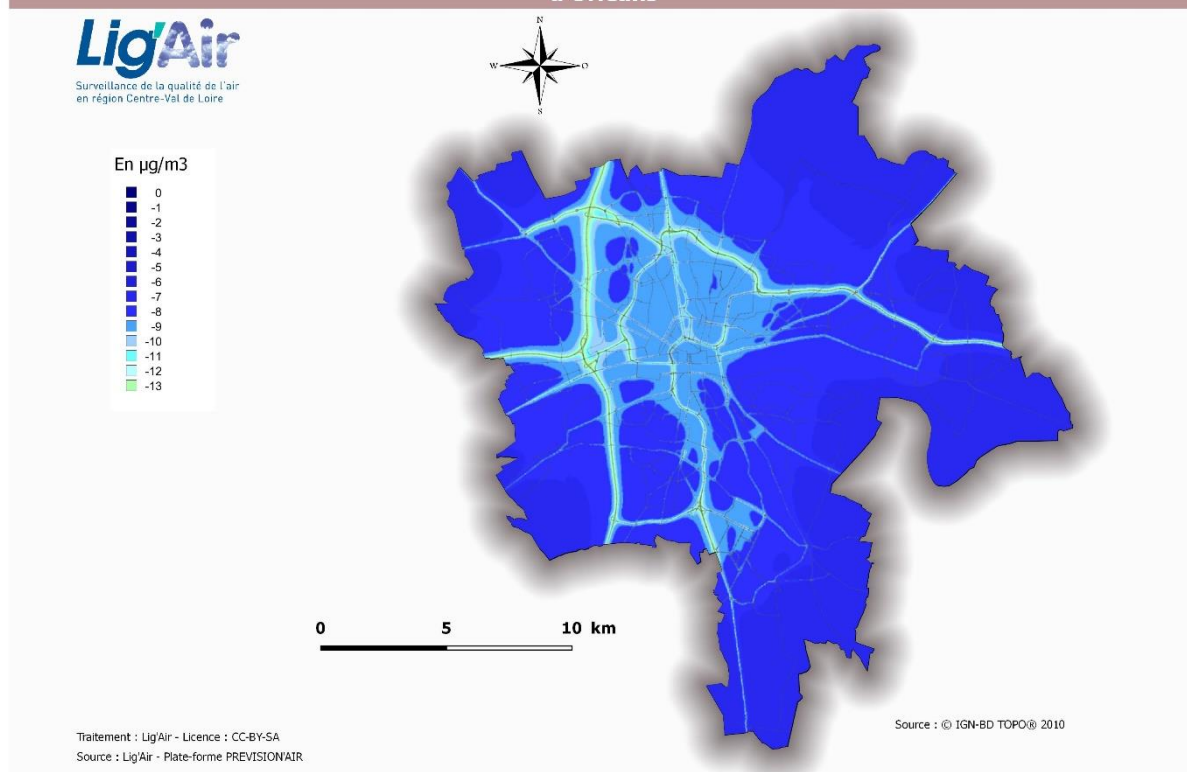 Lig'Air
Surveillance de la qualité de l'air
en région Centre-Val de Loire
N
W
O
S
En µg/m3
0
-1
-2
-3
-4
-5
-6
-7
-8
-9
-10
-11
-12
-13
0 5 10 km
Source : © IGN-BD TOPO® 2010
Traitement : Lig'Air - Licence : CC-BY-SA
Source : Lig'Air - Plate-forme PREVISION'AIR